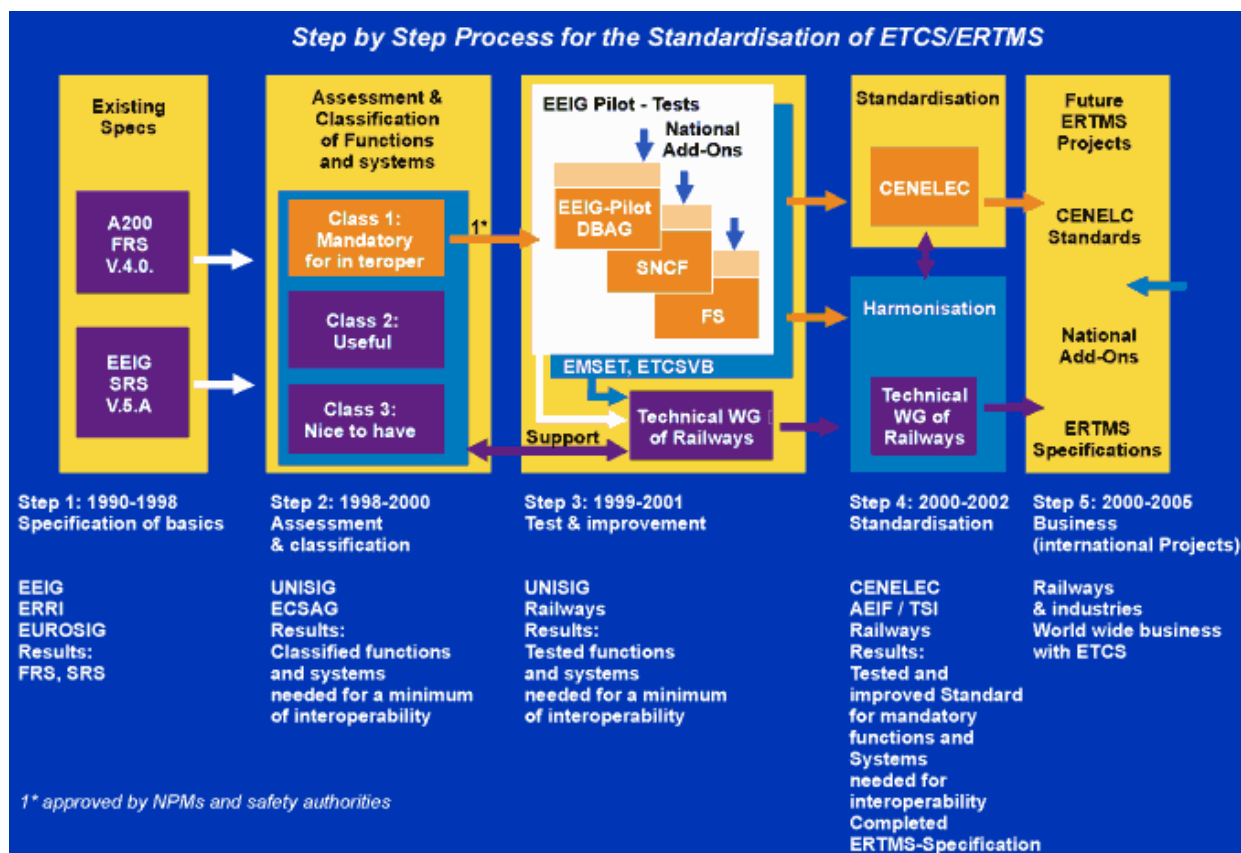 Step by Step Process for the Standardisation of ETCS/ERTMS
Existing
Specs
A200
FRS
V.4.0.
EEIG
SRS
V.5.A
Assessment &
Classification
of Functions
and systems
Class 1:
Mandatory
for in teroper
Class 2:
Useful
Class 3:
Nice to have
1*
Support
EEIG Pilot - Tests
National
Add-Ons
EEIG-Pilot
DBAG
SNCF
FS
EMSET, ETCSVB
Technical WG
of Railways
Standardisation
CENELEC
Harmonisation
Technical
WG of
Railways
Future
ERTMS
Projects
CENELC
Standards
National
Add-Ons
ERTMS
Specifications
Step 1: 1990-1998
Specification of basics
EEIG
ERRI
EUROSIG
Results:
FRS, SRS
Step 2: 1998-2000
Assessment
& classification
UNISIG
ECSAG
Results:
Classified functions
and systems
needed for a minimum
of interoperability
Step 3: 1999-2001
Test & improvement
UNISIG
Railways
Results:
Tested functions
and systems
needed for a minimum
of interoperability
Step 4: 2000-2002
Standardisation
CENELEC
AEIF / TSI
Railways
Results:
Tested and
improved Standard
for mandatory
functions and
Systems
needed for
interoperability
Completed
ERTMS-Specification
Step 5: 2000-2005
Business
(international Projects)
Railways
& industries
World wide business
with ETCS
1* approved by NPMs and safety authorities